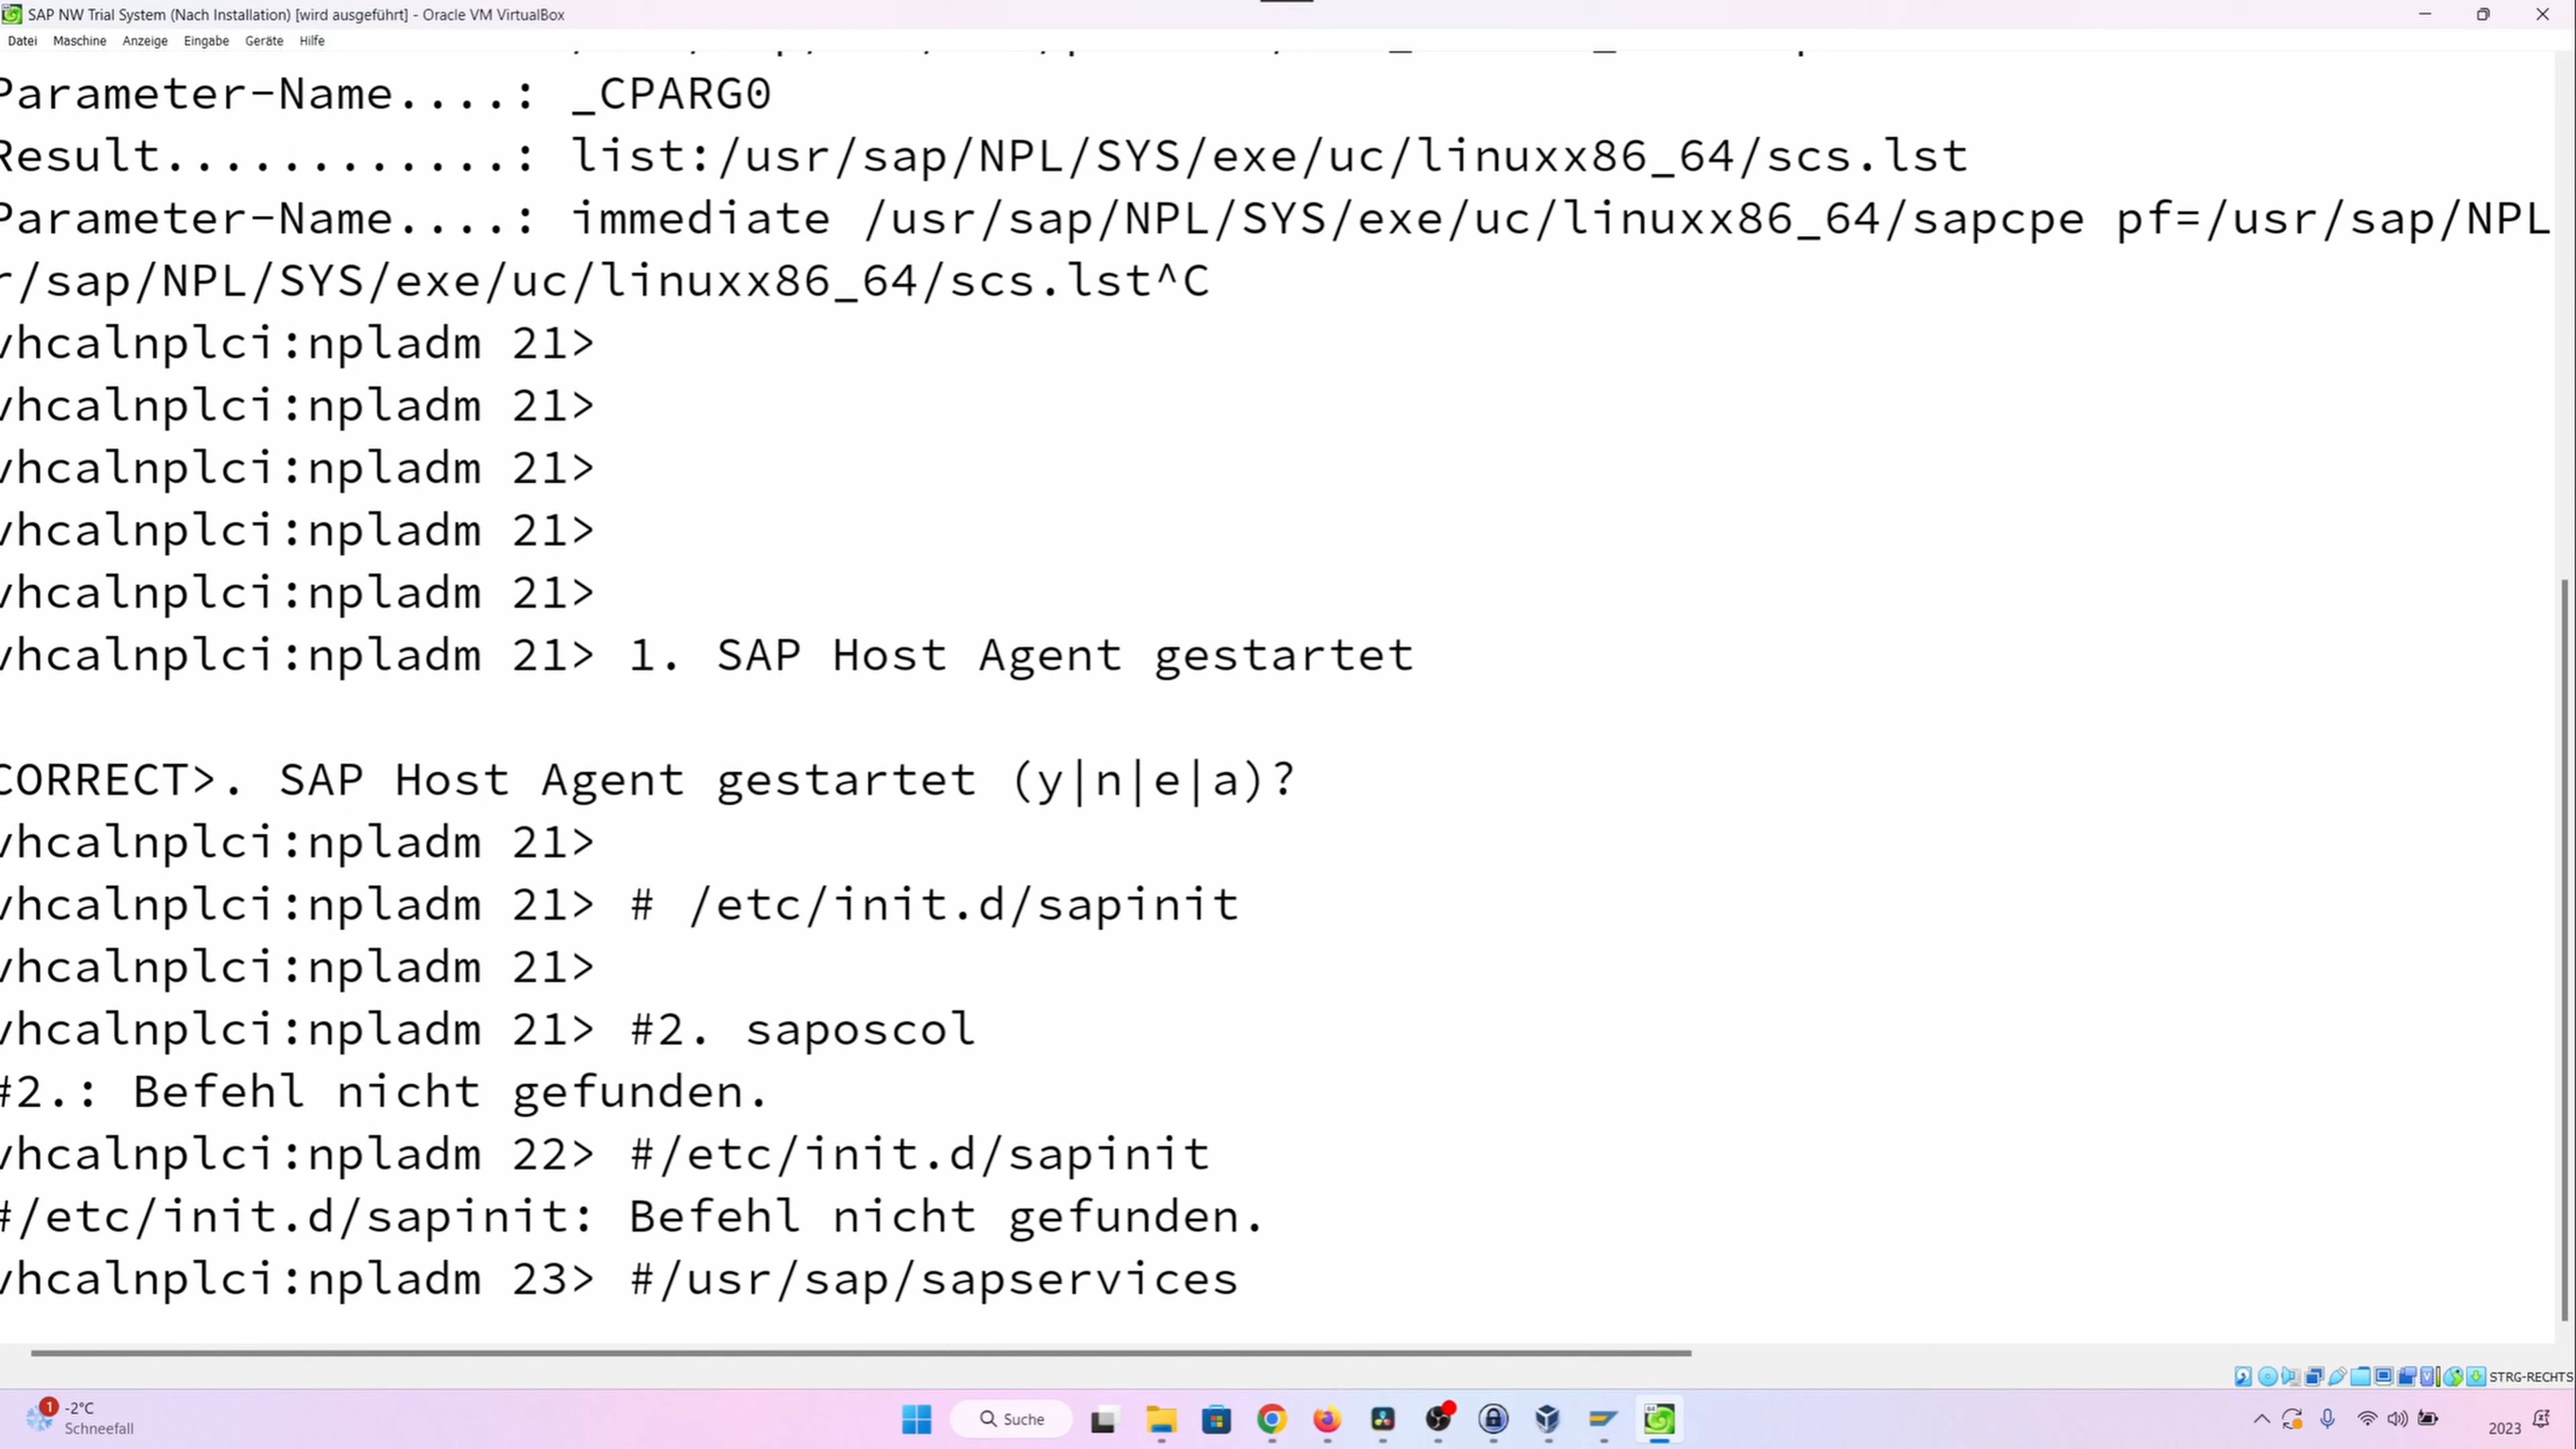 SAP NW Trial System (Nach Installation) [wird ausgeführt] - Oracle VM VirtualBox
Datei Maschine Anzeige Eingabe Geräte Hilfe
Parameter-Name....: _CPARG0
Result............: list:/usr/sap/NPL/SYS/exe/uc/linuxx86_64/scs.lst
Parameter-Name....: immediate /usr/sap/NPL/SYS/exe/uc/linuxx86_64/sapcpe pf=/usr/sap/NPL
r/sap/NPL/SYS/exe/uc/linuxx86_64/scs.lst^C
vhcalnplci:npladm 21>
vhcalnplci:npladm 21>
vhcalnplci:npladm 21>
vhcalnplci:npladm 21>
vhcalnplci:npladm 21>
vhcalnplci:npladm 21> 1. SAP Host Agent gestartet
CORRECT>. SAP Host Agent gestartet (y|n|e|a)?
vhcalnplci:npladm 21>
vhcalnplci:npladm 21> # /etc/init.d/sapinit
vhcalnplci:npladm 21>
vhcalnplci:npladm 21> #2. saposcol
#2.: Befehl nicht gefunden.
vhcalnplci:npladm 22> #/etc/init.d/sapinit
#/etc/init.d/sapinit: Befehl nicht gefunden.
vhcalnplci:npladm 23> #/usr/sap/sapservices
STRG-RECHTS
1
-2°C
Schneefall
Suche
2023